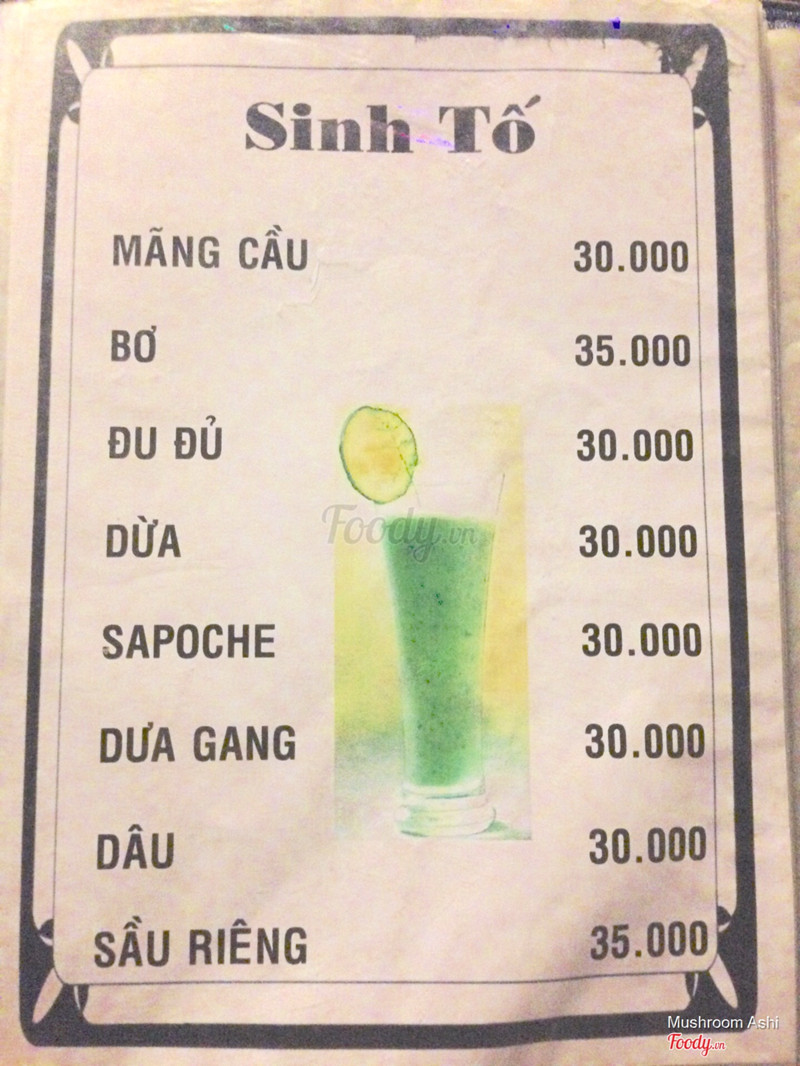 Sinh Tố
MÃNG CẦU 30.000
BƠ 35.000
ĐU ĐỦ 30.000
DỪA 30.000
Foody.vn
SAPOCHE 30.000
DƯA GANG 30.000
DÂU 30.000
SẦU RIÊNG 35.000
Mushroom Ashi
Foody.vn